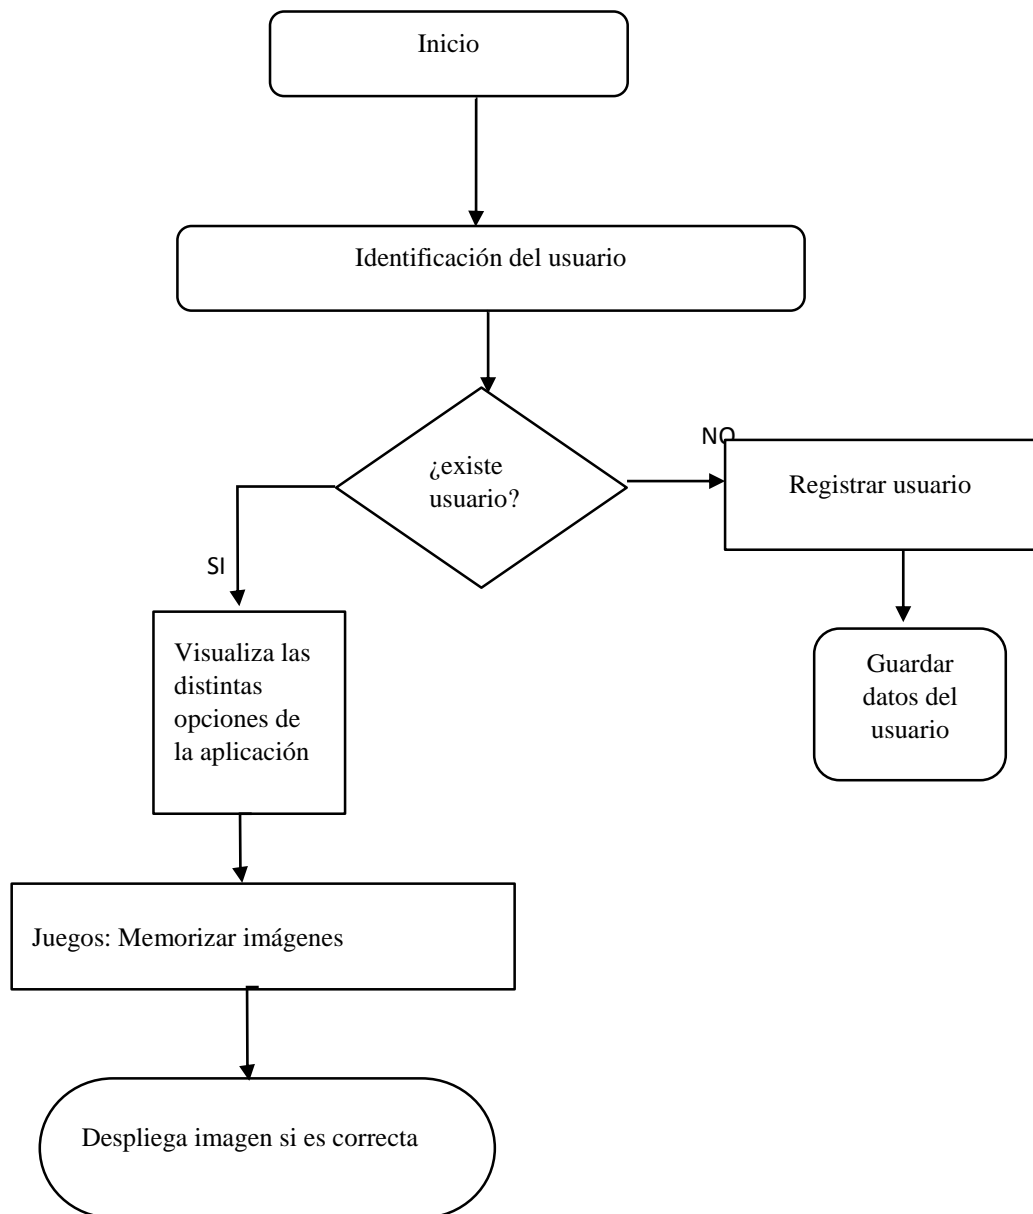 Inicio
Identificación del usuario
¿existe
usuario?
NO
Registrar usuario
SI
Visualiza las
distintas
opciones de
la aplicación
Guardar
datos del
usuario
Juegos: Memorizar imágenes
Despliega imagen si es correcta